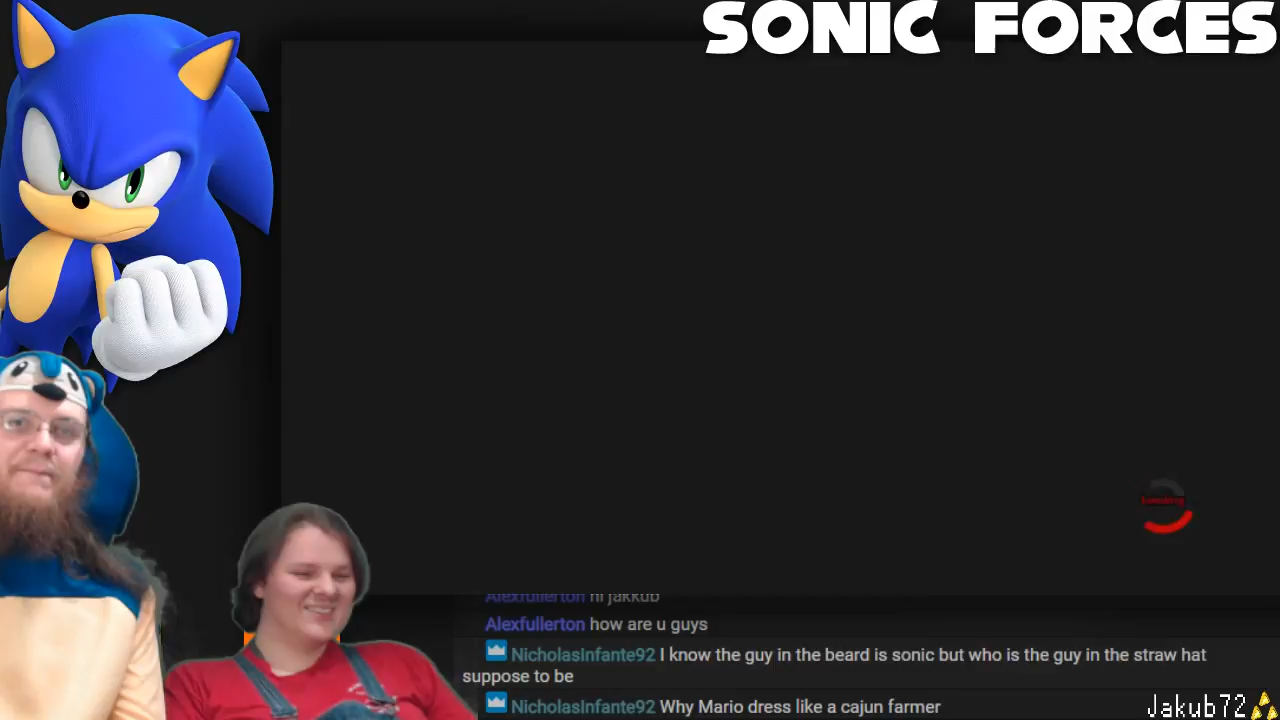 SONIC FORCES
Alexfullerton hi jakkub
Alexfullerton how are u guys
NicholasInfante92 I know the guy in the beard is sonic but who is the guy in the straw hat
suppose to be
NicholasInfante92 Why Mario dress like a cajun farmer
Jakub72